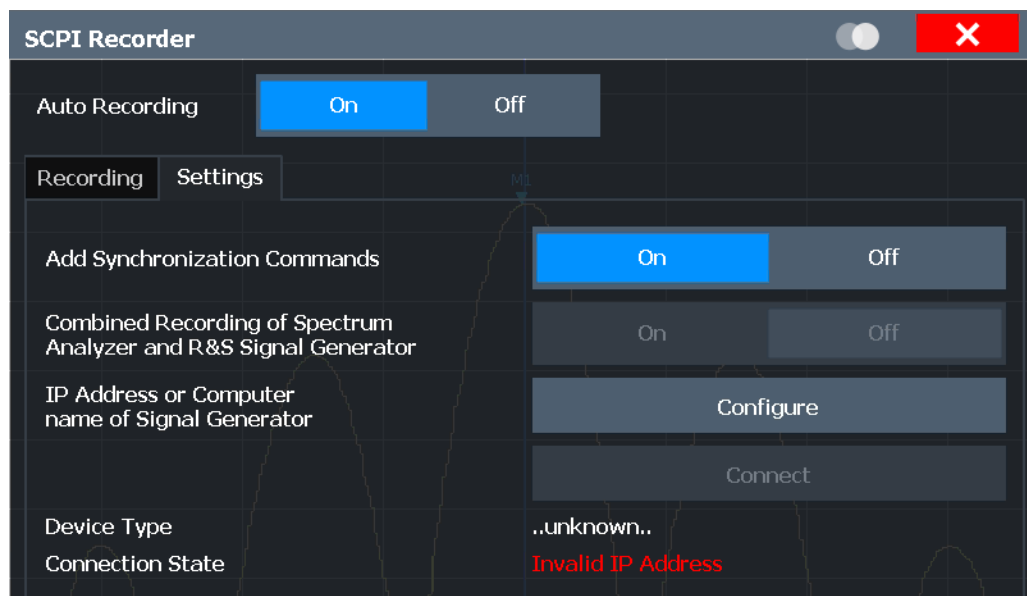 SCPI Recorder
Auto Recording On Off
Recording Settings
M1
Add Synchronization Commands On Off
Combined Recording of Spectrum
Analyzer and R&S Signal Generator On Off
IP Address or Computer
name of Signal Generator Configure
Connect
Device Type ..unknown..
Connection State Invalid IP Address